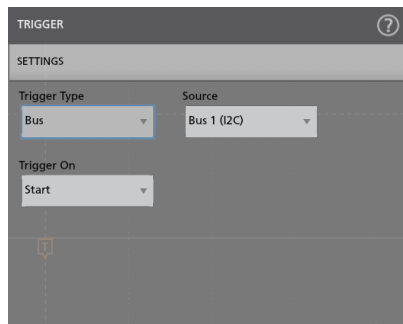 TRIGGER ?
SETTINGS
Trigger Type Source
Bus Bus 1 (I2C)
Trigger On
Start
T